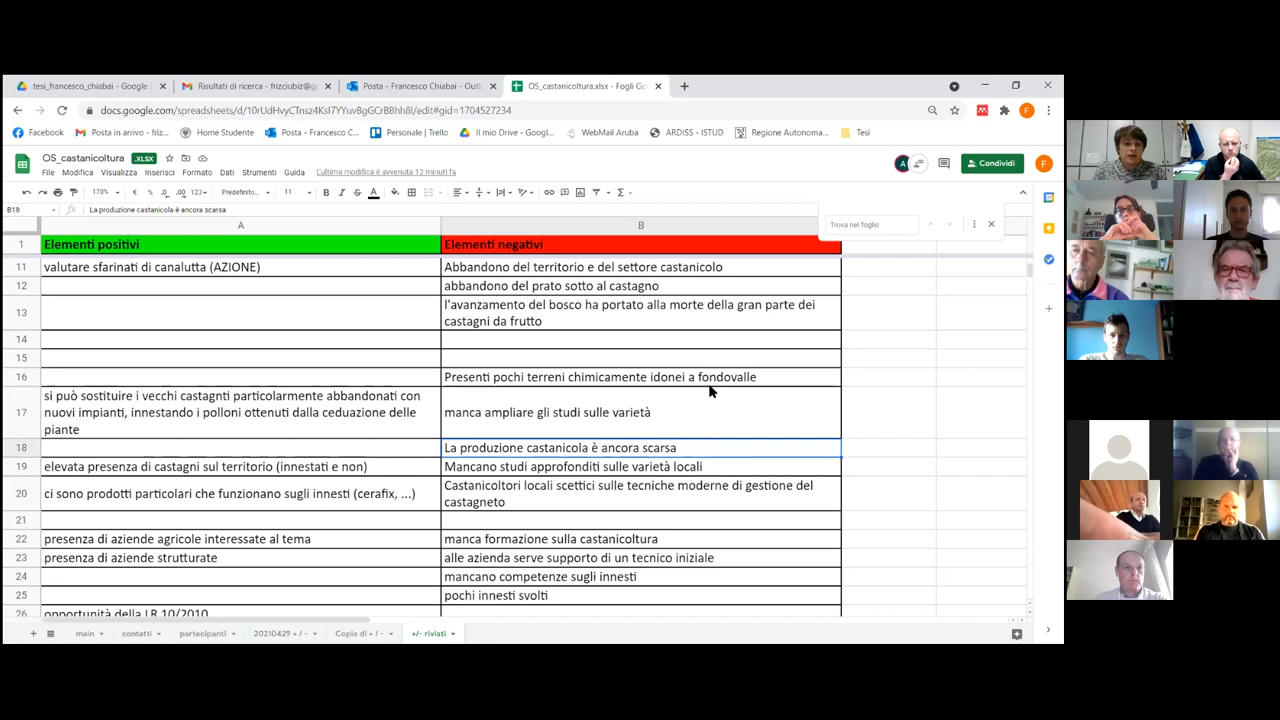 tesi_francesco_chiabai - Google
Risultati di ricerca - frizciubiz@g
Posta - Francesco Chiabai - Outl
OS_castanicoltura.xlsx - Fogli Go
docs.google.com/spreadsheets/d/10rUdHvyCTnsz4KsI7YYuv8gGCrBBhh8l/edit#gid=1704527234
Facebook
Posta in arrivo - friz...
Home Studente
Posta - Francesco C...
Personale | Trello
Il mio Drive - Googl...
WebMail Aruba
ARDISS - ISTUD
Regione Autonoma...
Tesi
OS_castanicoltura .XLSX
File Modifica Visualizza Inserisci Formato Dati Strumenti Guida L'ultima modifica è avvenuta 12 minuti fa
A
Condividi
F
170% € % .0 .00 123 Predefinito... 11 B I S A
B18 fx La produzione castanicola è ancora scarsa
Trova nel foglio
A B
1 Elementi positivi Elementi negativi
11 valutare sfarinati di canalutta (AZIONE) Abbandono del territorio e del settore castanicolo
12 abbandono del prato sotto al castagno
13 l'avanzamento del bosco ha portato alla morte della gran parte dei
castagni da frutto
14
15
16 Presenti pochi terreni chimicamente idonei a fondovalle
si può sostituire i vecchi castagnti particolarmente abbandonati con
17 nuovi impianti, innestando i polloni ottenuti dalla ceduazione delle manca ampliare gli studi sulle varietà
piante
18 La produzione castanicola è ancora scarsa
19 elevata presenza di castagni sul territorio (innestati e non) Mancano studi approfonditi sulle varietà locali
20 ci sono prodotti particolari che funzionano sugli innesti (cerafix, ...) Castanicoltori locali scettici sulle tecniche moderne di gestione del
castagneto
21
22 presenza di aziende agricole interessate al tema manca formazione sulla castanicoltura
23 presenza di aziende strutturate alle azienda serve supporto di un tecnico iniziale
24 mancano competenze sugli innesti
25 pochi innesti svolti
26 opportunità della LR 10/2010
main
contatti
partecipanti
20210429 + / -
Copia di + / -
+/- rivisti